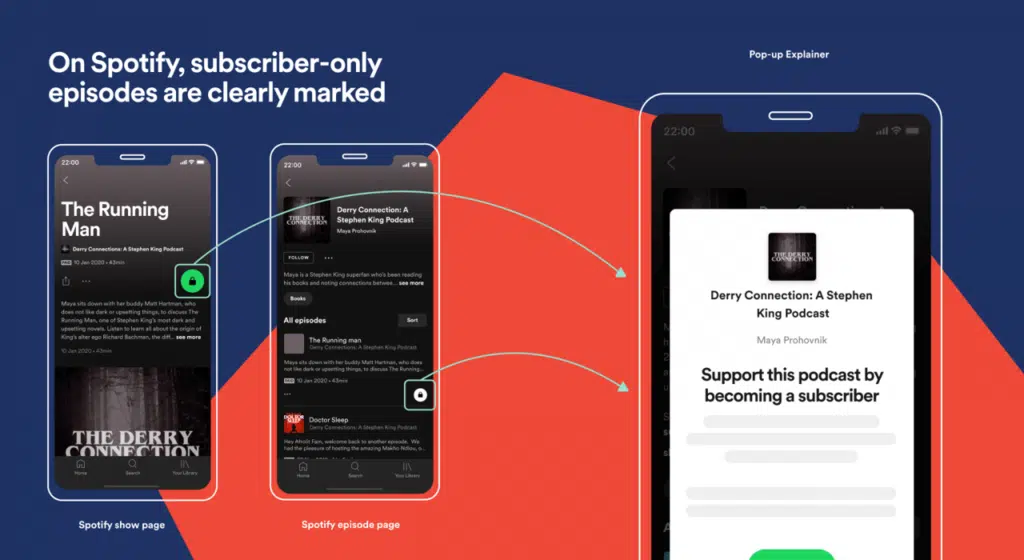 On Spotify, subscriber-only
episodes are clearly marked
Pop-up Explainer
22:00
The Running
Man
Derry Connections: A Stephen King Podcast
PAID 10 Jan 2020 • 43min
Maya sits down with her buddy Matt Hartman, who
does not like dark or upsetting things, to discuss The
Running Man, one of Stephen King's most dark and
upsetting novels. Listen to learn all about the origin of
King's alter ego Richard Bachman, the diff... see more
10 Jan 2020 • 43min
THE DERRY
CONNECTION
Home
Search
Your Library
Spotify show page
22:00
THE DERRY
CONNECTION
Derry Connection: A
Stephen King Podcast
Maya Prohovnik
FOLLOW
Maya is a Stephen King superfan who's been reading
his books and noting connections betwee... see more
Books
All episodes
Sort
The Running man
Derry Connections: A Stephen King Podcast
Maya sits down with her buddy Matt Hartman, who does
not like dark or upsetting things, to discuss The Running...
PAID 10 Jan 2020 • 43min
DOCTOR
SLEEP
Doctor Sleep
Derry Connections: A Stephen King Podcast
Hey Afrolit Fam, welcome back to another episode. We
had the pleasure of hosting the amazing Makho Ndlou, a...
Home
Search
Your Library
Spotify episode page
22:00
THE DERRY
CONNECTION
Derry Connection: A Stephen
King Podcast
Maya Prohovnik
Support this podcast by
becoming a subscriber